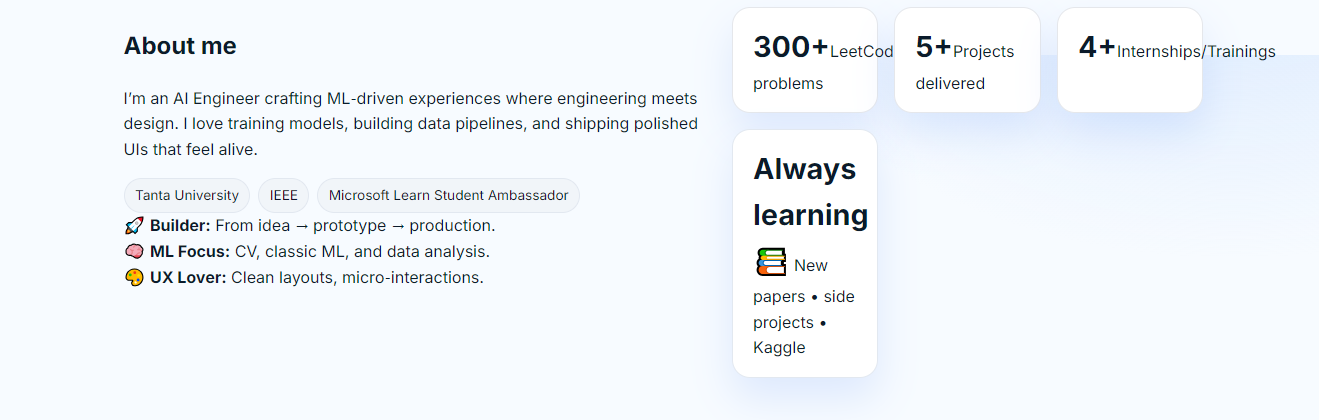 About me
I'm an AI Engineer crafting ML-driven experiences where engineering meets
design. I love training models, building data pipelines, and shipping polished
UIs that feel alive.
Tanta University
IEEE
Microsoft Learn Student Ambassador
🚀 Builder: From idea → prototype → production.
🧠 ML Focus: CV, classic ML, and data analysis.
🎨 UX Lover: Clean layouts, micro-interactions.
300+LeetCod
problems
5+Projects
delivered
4+Internships/Trainings
Always
learning
📚 New
papers • side
projects •
Kaggle